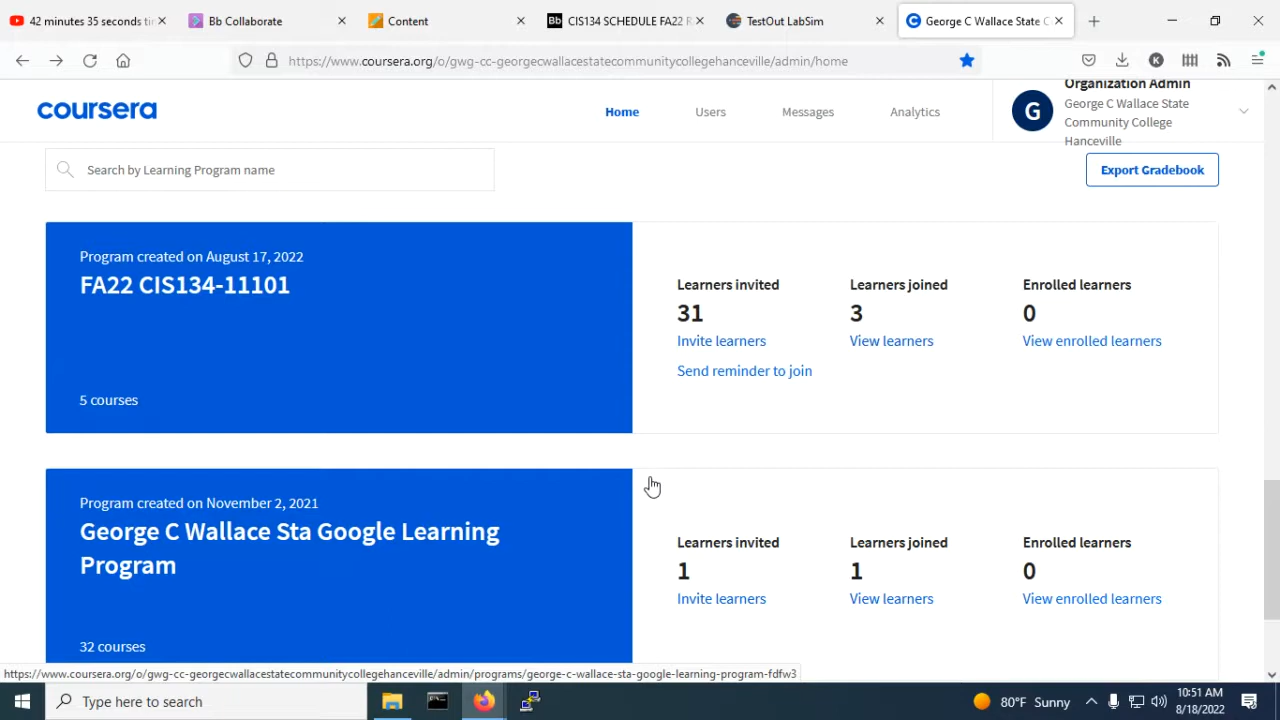 42 minutes 35 seconds ti
Bb Collaborate
Content
Bb CIS134 SCHEDULE FA22 R
TestOut LabSim
George C Wallace State C
https://www.coursera.org/o/gwg-cc-georgecwallacestatecommunitycollegehanceville/admin/home
K
coursera
Home
Users
Messages
Analytics
G
Organization Admin
George C Wallace State
Community College
Hanceville
Search by Learning Program name
Export Gradebook
Program created on August 17, 2022
FA22 CIS134-11101
5 courses
Learners invited
31
Invite learners
Send reminder to join
Learners joined
3
View learners
Enrolled learners
0
View enrolled learners
Program created on November 2, 2021
George C Wallace Sta Google Learning
Program
32 courses
Learners invited
1
Invite learners
Learners joined
1
View learners
Enrolled learners
0
View enrolled learners
https://www.coursera.org/o/gwg-cc-georgecwallacestatecommunitycollegehanceville/admin/programs/george-c-wallace-sta-google-learning-program-fdfw3
Type here to search
80°F Sunny
10:51 AM
8/18/2022